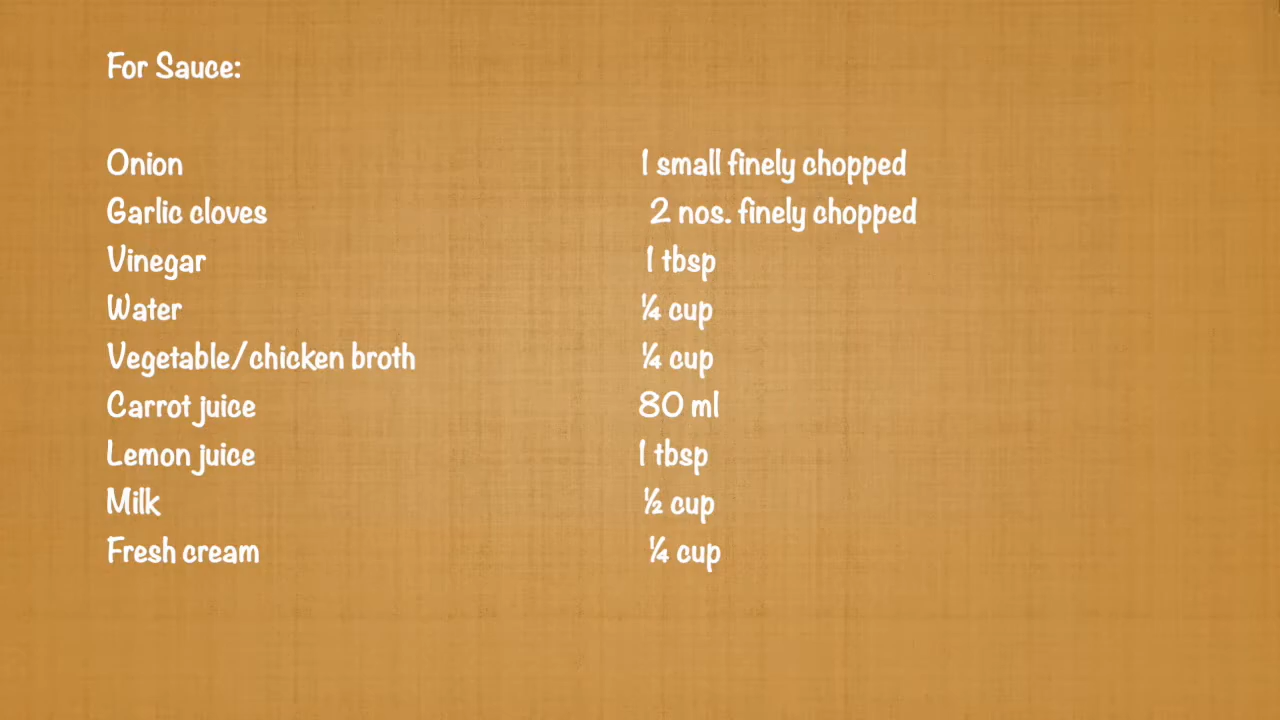 For Sauce:
Onion 1 small finely chopped
Garlic cloves 2 nos. finely chopped
Vinegar 1 tbsp
Water ¼ cup
Vegetable/chicken broth ¼ cup
Carrot juice 80 ml
Lemon juice 1 tbsp
Milk ½ cup
Fresh cream ¼ cup